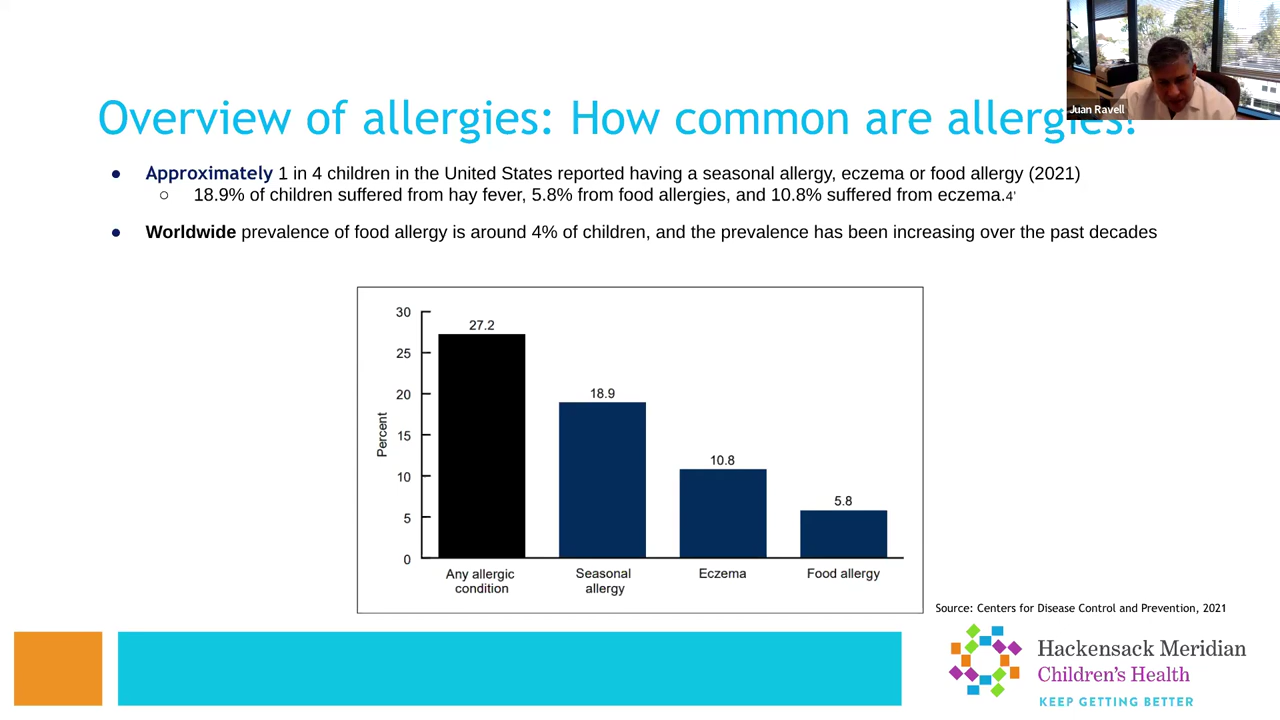 Juan Ravell
Overview of allergies: How common are allergies?
● Approximately 1 in 4 children in the United States reported having a seasonal allergy, eczema or food allergy (2021)
○ 18.9% of children suffered from hay fever, 5.8% from food allergies, and 10.8% suffered from eczema.4'
● Worldwide prevalence of food allergy is around 4% of children, and the prevalence has been increasing over the past decades
30
25
20
15
10
5
0
Percent
27.2
18.9
10.8
5.8
Any allergic
condition
Seasonal
allergy
Eczema
Food allergy
Source: Centers for Disease Control and Prevention, 2021
Hackensack Meridian
Children's Health
KEEP GETTING BETTER